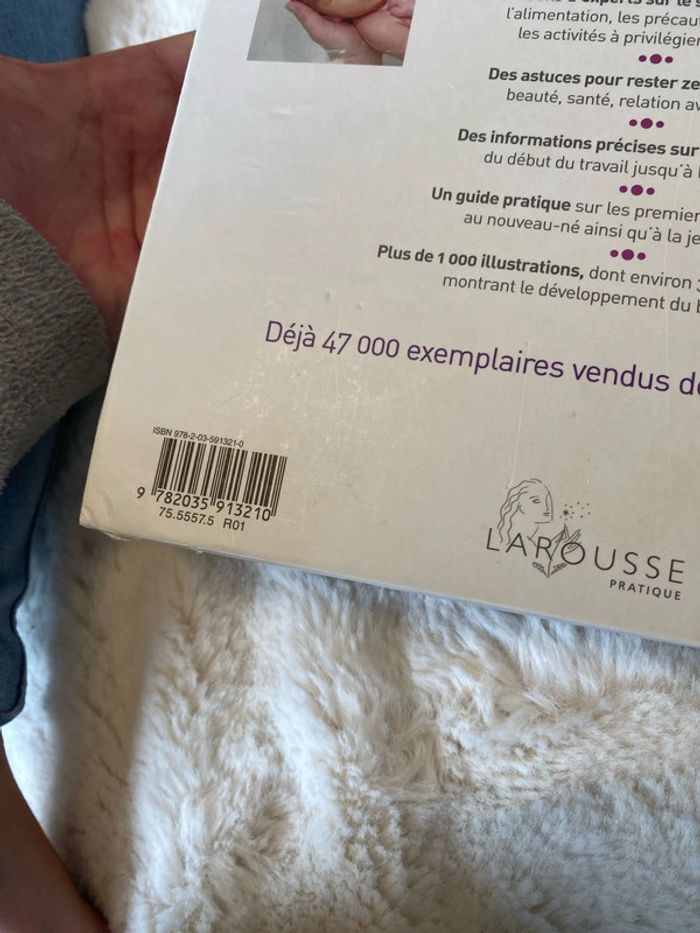 l'alimentation, les précau
les activités à privilégier
Des astuces pour rester ze
beauté, santé, relation av
Des informations précises sur
du début du travail jusqu'à l
Un guide pratique sur les premier
au nouveau-né ainsi qu'à la je
Plus de 1 000 illustrations, dont environ 3
montrant le développement du b
Déjà 47 000 exemplaires vendus de
ISBN 978-2-03-591321-0
9 782035 913210
75.5557.5 R01
LAROUSSE
PRATIQUE